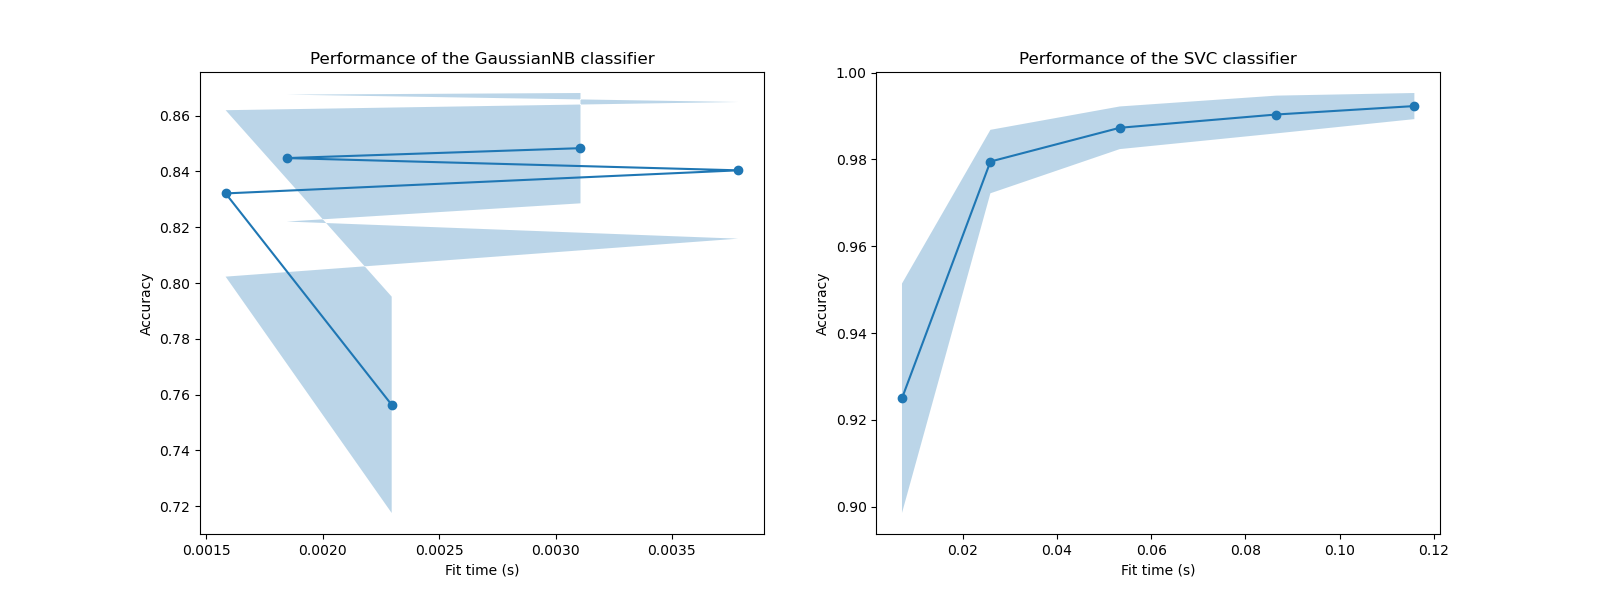 Performance of the GaussianNB classifier
Accuracy
0.86
0.84
0.82
0.80
0.78
0.76
0.74
0.72
0.0015 0.0020 0.0025 0.0030 0.0035
Fit time (s)
Performance of the SVC classifier
Accuracy
1.00
0.98
0.96
0.94
0.92
0.90
0.02 0.04 0.06 0.08 0.10 0.12
Fit time (s)